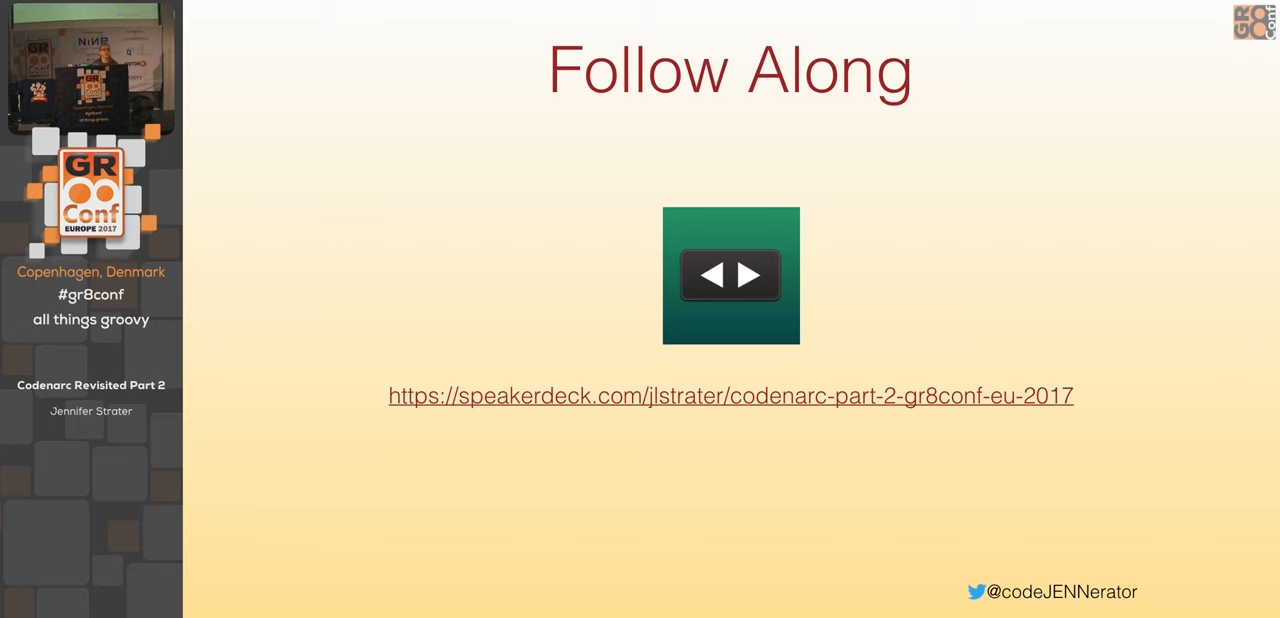 Follow Along
https://speakerdeck.com/jlstrater/codenarc-part-2-gr8conf-eu-2017
@codeJENNerator
GR8Conf
GR8
Conf
EUROPE 2017
Copenhagen, Denmark
#gr8conf
all things groovy
Codenarc Revisited Part 2
Jennifer Strater